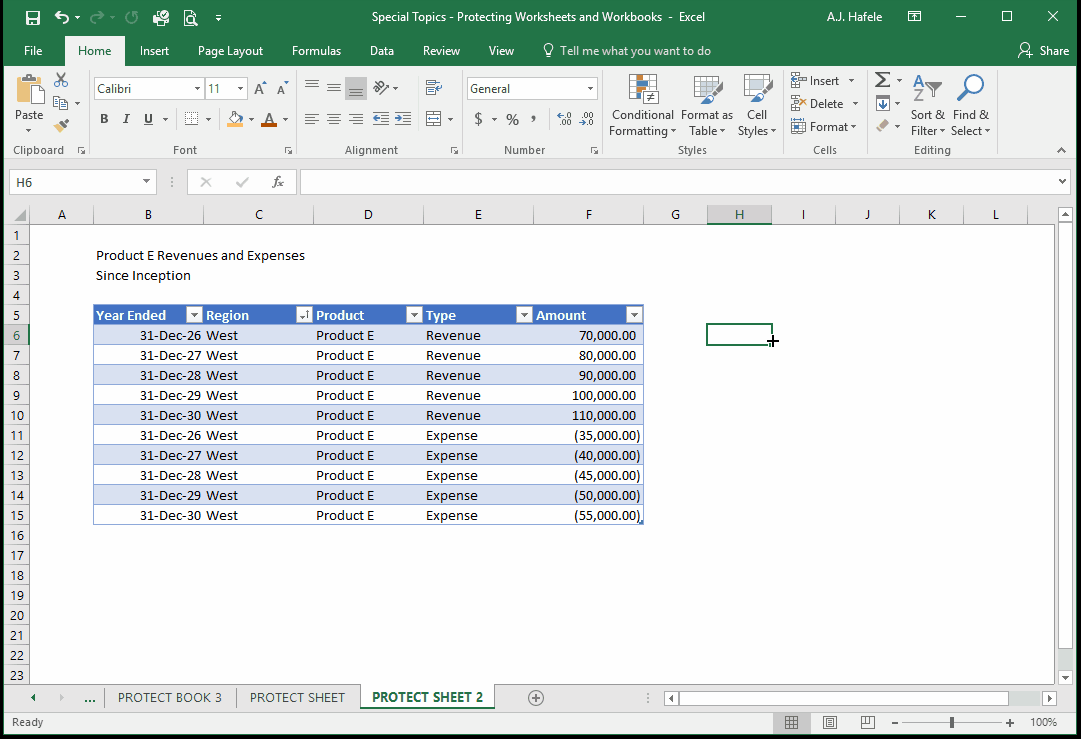 Special Topics - Protecting Worksheets and Workbooks - Excel A.J. Hafele
File Home Insert Page Layout Formulas Data Review View Tell me what you want to do Share
Calibri 11 General Insert
Paste B I U $ % , Conditional Formatting Format as Table Cell Styles Delete Sort & Filter Find & Select
Format
Clipboard Font Alignment Number Styles Cells Editing
H6 fx
A B C D E F G H I J K L
1
2 Product E Revenues and Expenses
3 Since Inception
4
5 Year Ended Region Product Type Amount
6 31-Dec-26 West Product E Revenue 70,000.00
7 31-Dec-27 West Product E Revenue 80,000.00
8 31-Dec-28 West Product E Revenue 90,000.00
9 31-Dec-29 West Product E Revenue 100,000.00
10 31-Dec-30 West Product E Revenue 110,000.00
11 31-Dec-26 West Product E Expense (35,000.00)
12 31-Dec-27 West Product E Expense (40,000.00)
13 31-Dec-28 West Product E Expense (45,000.00)
14 31-Dec-29 West Product E Expense (50,000.00)
15 31-Dec-30 West Product E Expense (55,000.00)
16
17
18
19
20
21
22
23
... PROTECT BOOK 3 PROTECT SHEET PROTECT SHEET 2
Ready 100%